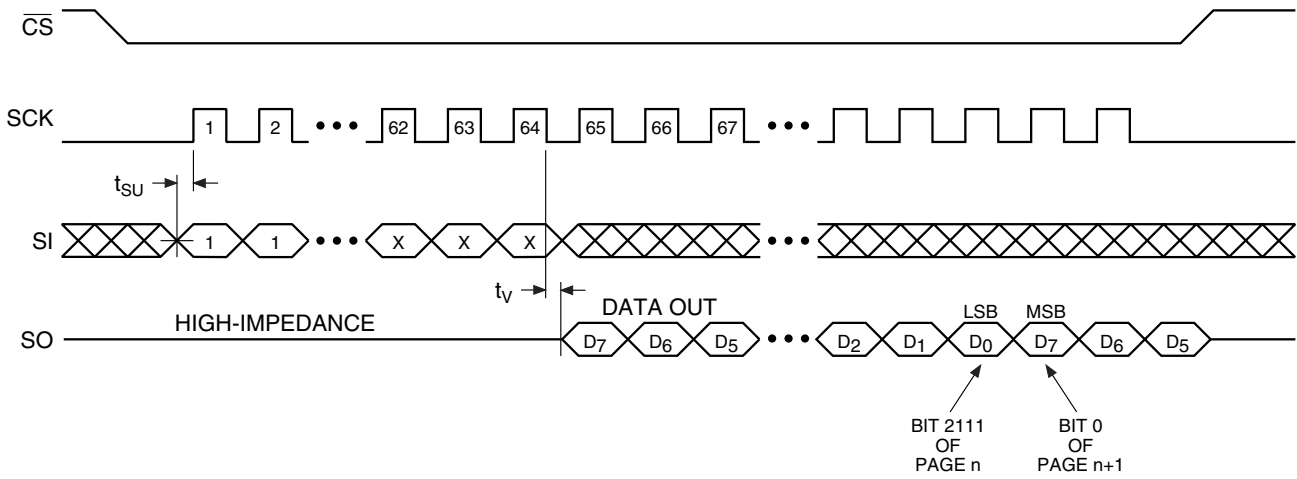 CS
SCK
1 2 ••• 62 63 64 65 66 67 •••
tSU
SI
1 1 ••• X X X •••
tV
HIGH-IMPEDANCE
DATA OUT
LSB MSB
SO
D7 D6 D5 ••• D2 D1 D0 D7 D6 D5
BIT 2111
OF
PAGE n
BIT 0
OF
PAGE n+1